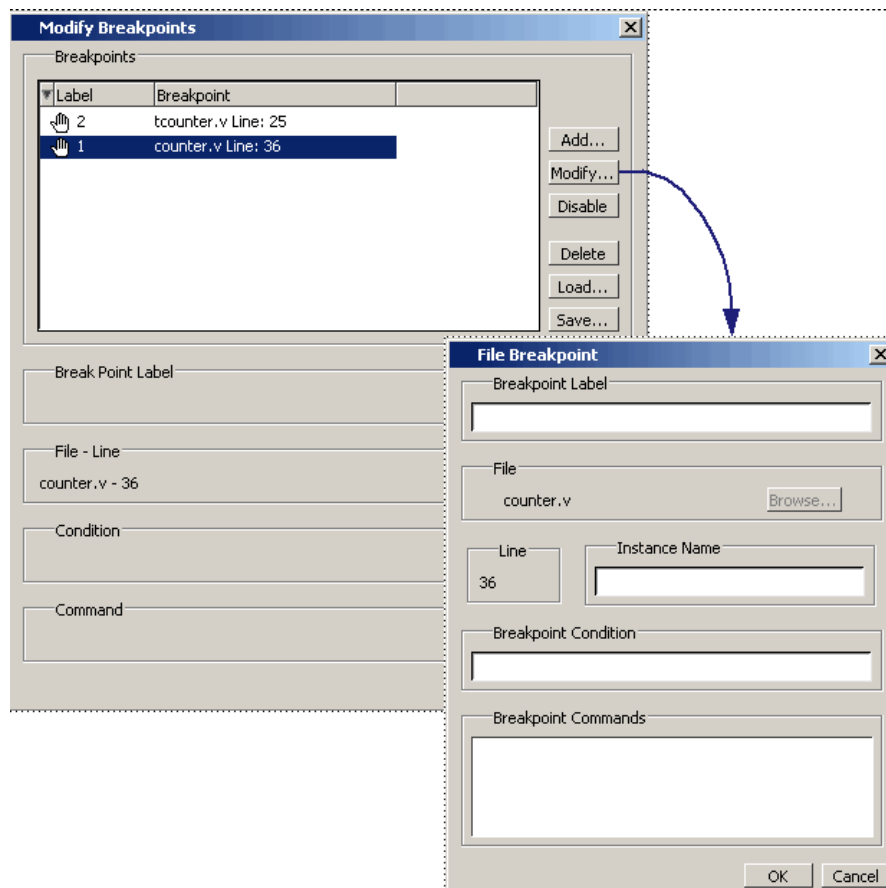 Modify Breakpoints
Breakpoints
Label Breakpoint
2 tcounter.v Line: 25
1 counter.v Line: 36
Add...
Modify...
Disable
Delete
Load...
Save...
Break Point Label
File - Line
counter.v - 36
Condition
Command
File Breakpoint
Breakpoint Label
File
counter.v Browse...
Line Instance Name
36
Breakpoint Condition
Breakpoint Commands
OK Cancel